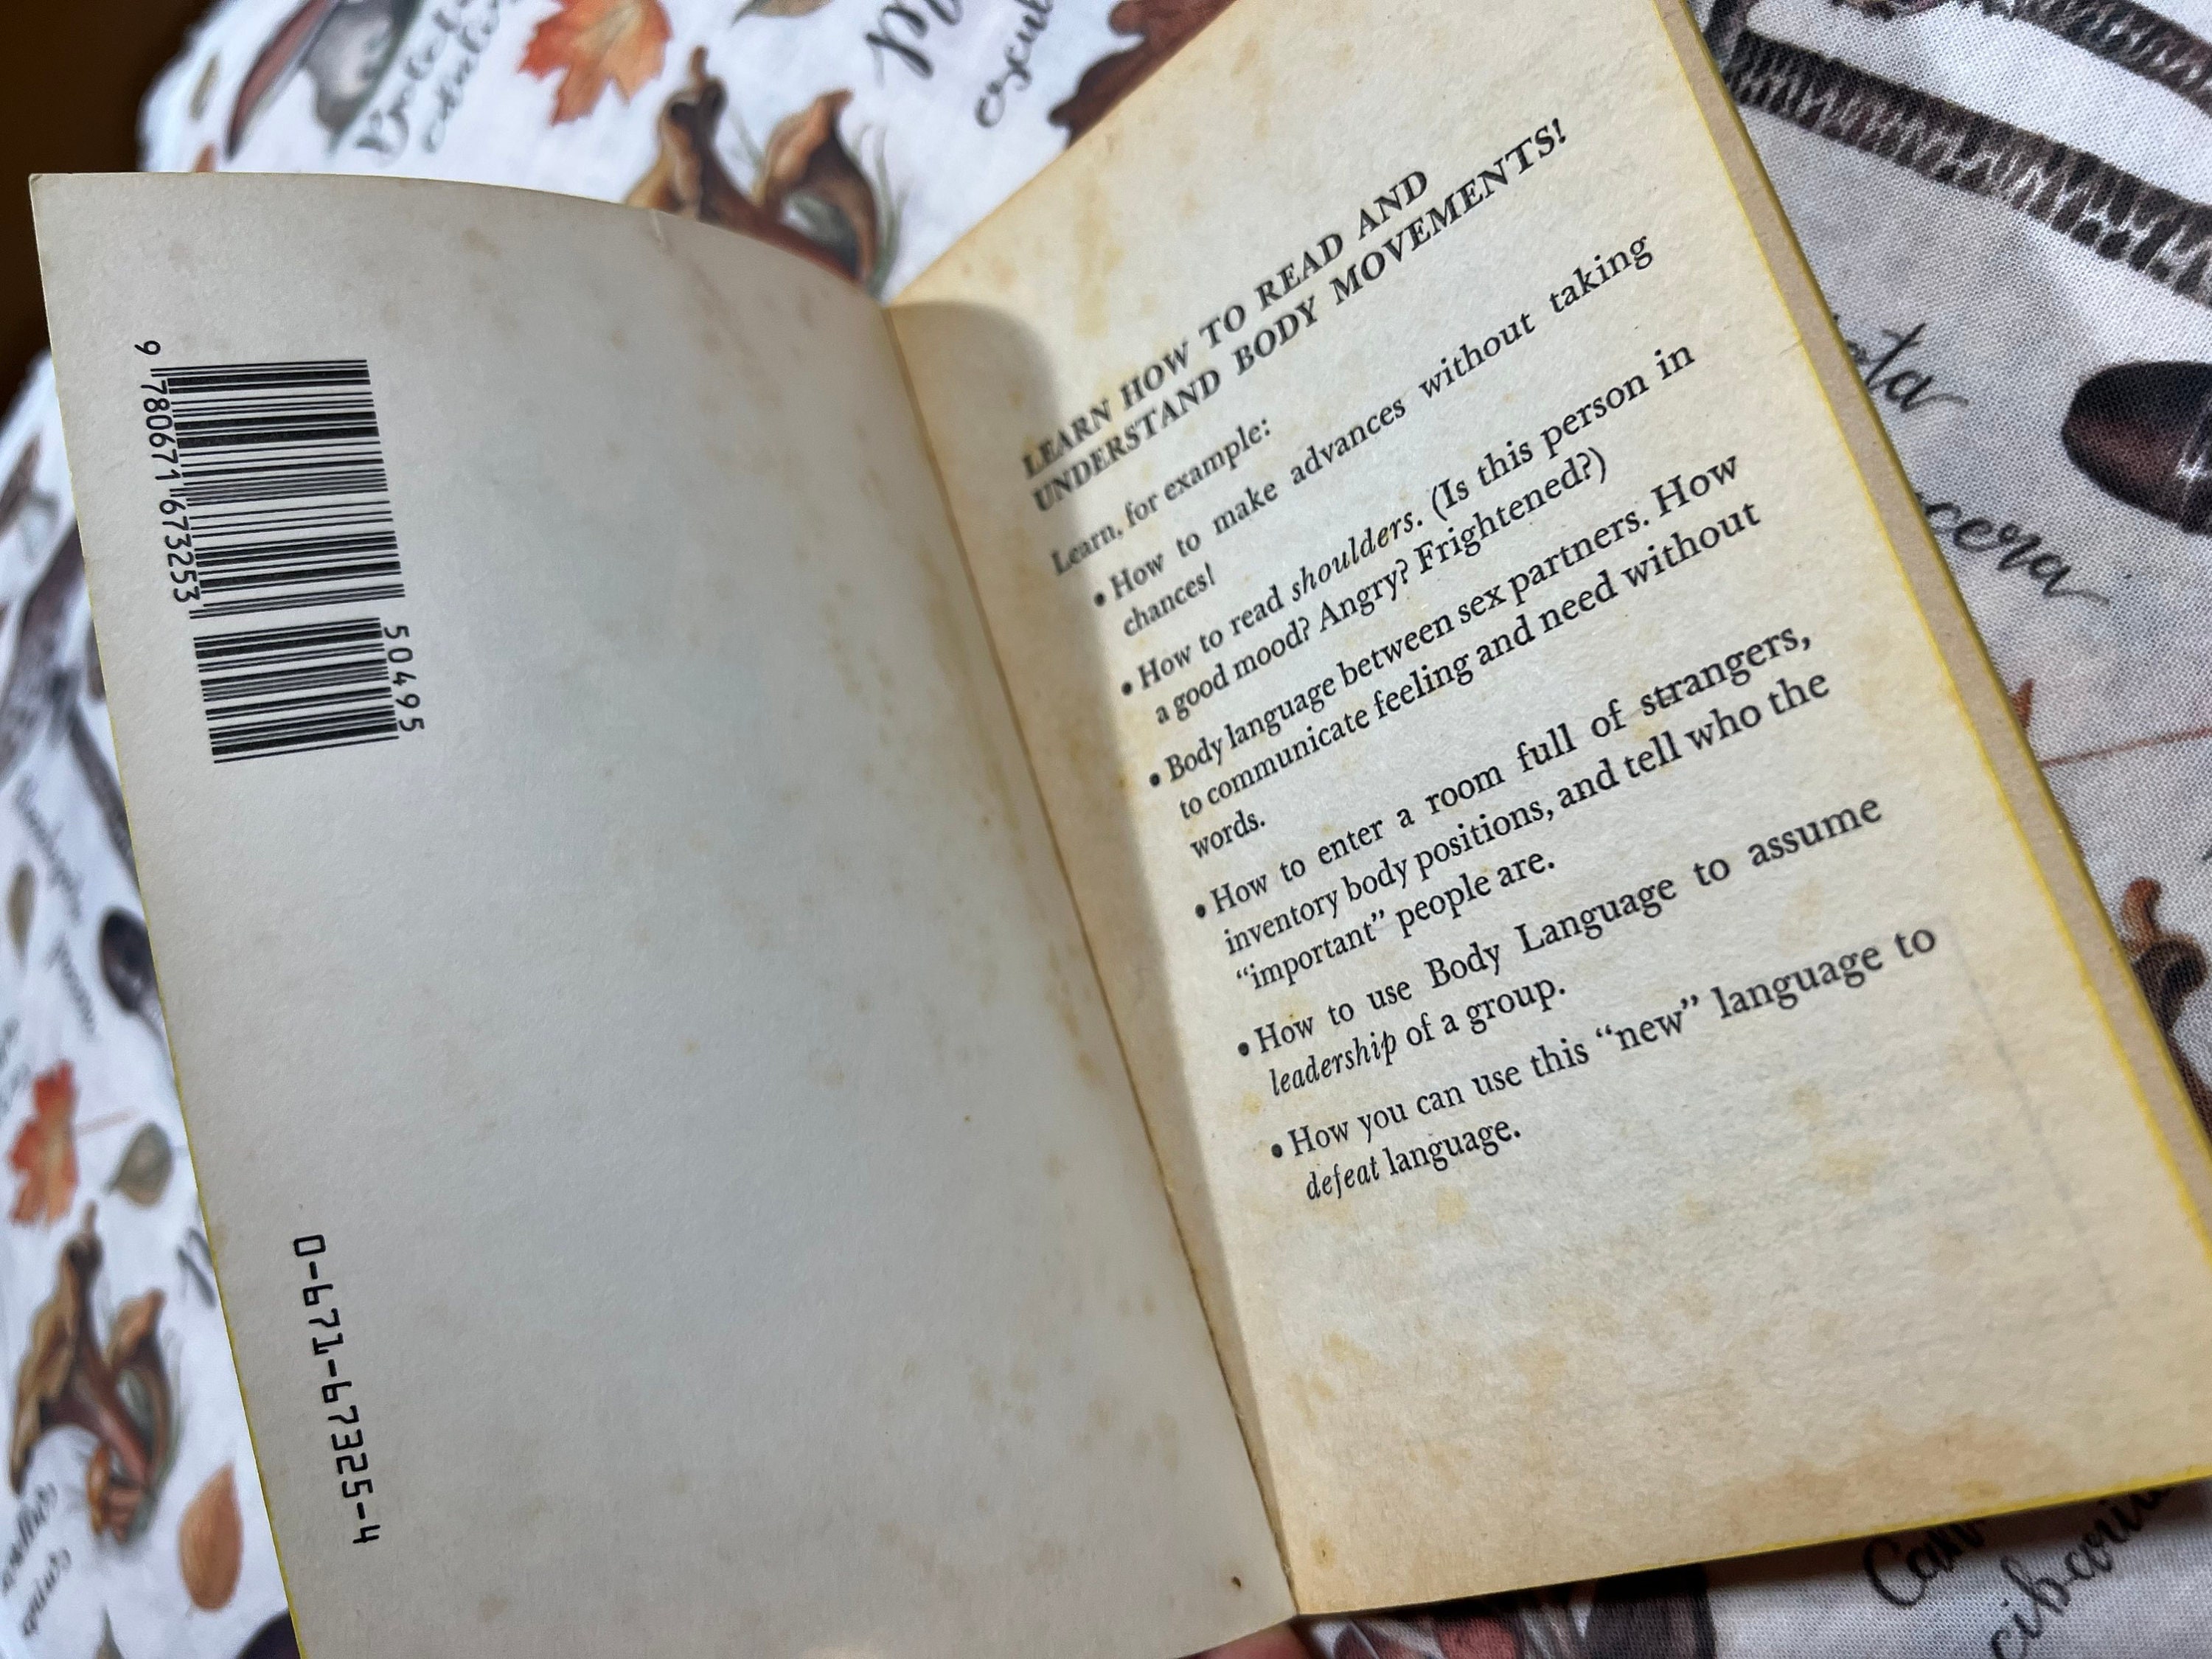 9 780671 673253
50495
0-671-67325-4
LEARN HOW TO READ AND
UNDERSTAND BODY MOVEMENTS!
Learn, for example:
• How to make advances without taking
chances!
• How to read shoulders. (Is this person in
a good mood? Angry? Frightened?)
• Body language between sex partners. How
to communicate feeling and need without
words.
• How to enter a room full of strangers,
inventory body positions, and tell who the
“important” people are.
• How to use Body Language to assume
leadership of a group.
• How you can use this “new” language to
defeat language.
cera